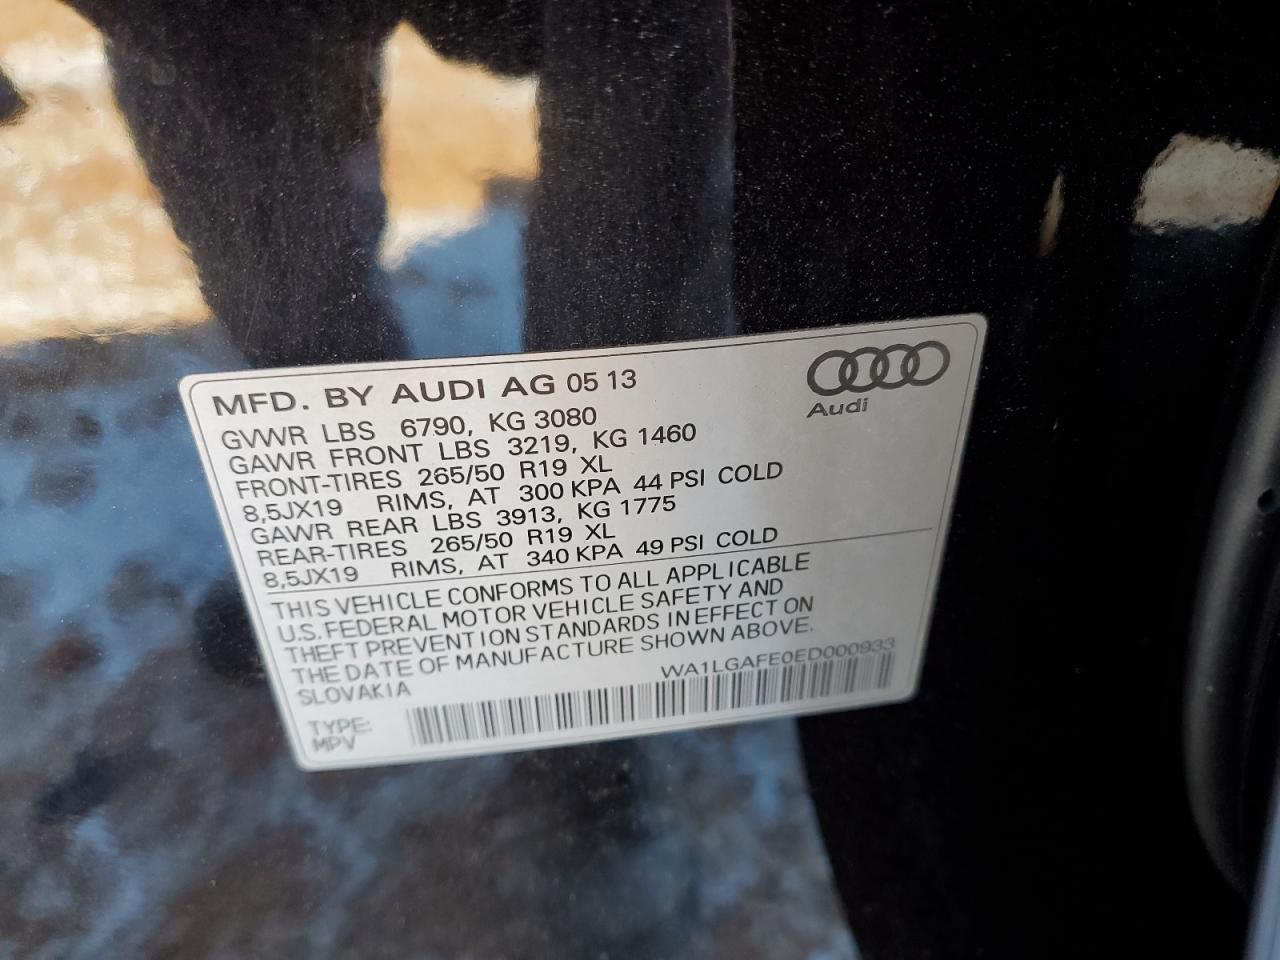 MFD. BY AUDI AG 05 13
Audi
GVWR LBS 6790, KG 3080
GAWR FRONT LBS 3219, KG 1460
FRONT-TIRES 265/50 R19 XL
8,5JX19 RIMS, AT 300 KPA 44 PSI COLD
GAWR REAR LBS 3913, KG 1775
REAR-TIRES 265/50 R19 XL
8,5JX19 RIMS, AT 340 KPA 49 PSI COLD
THIS VEHICLE CONFORMS TO ALL APPLICABLE
U.S. FEDERAL MOTOR VEHICLE SAFETY AND
THEFT PREVENTION STANDARDS IN EFFECT ON
THE DATE OF MANUFACTURE SHOWN ABOVE.
SLOVAKIA WA1LGAFE0ED000933
TYPE:
MPV